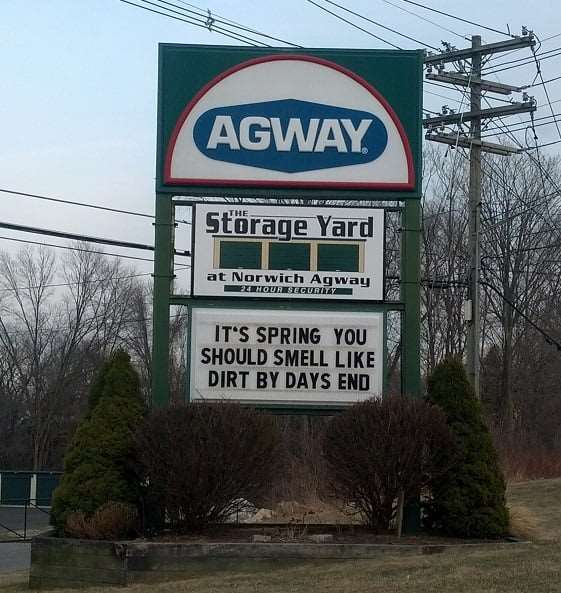 AGWAY®
THE
Storage Yard
at Norwich Agway
24 HOUR SECURITY
IT'S SPRING YOU
SHOULD SMELL LIKE
DIRT BY DAYS END